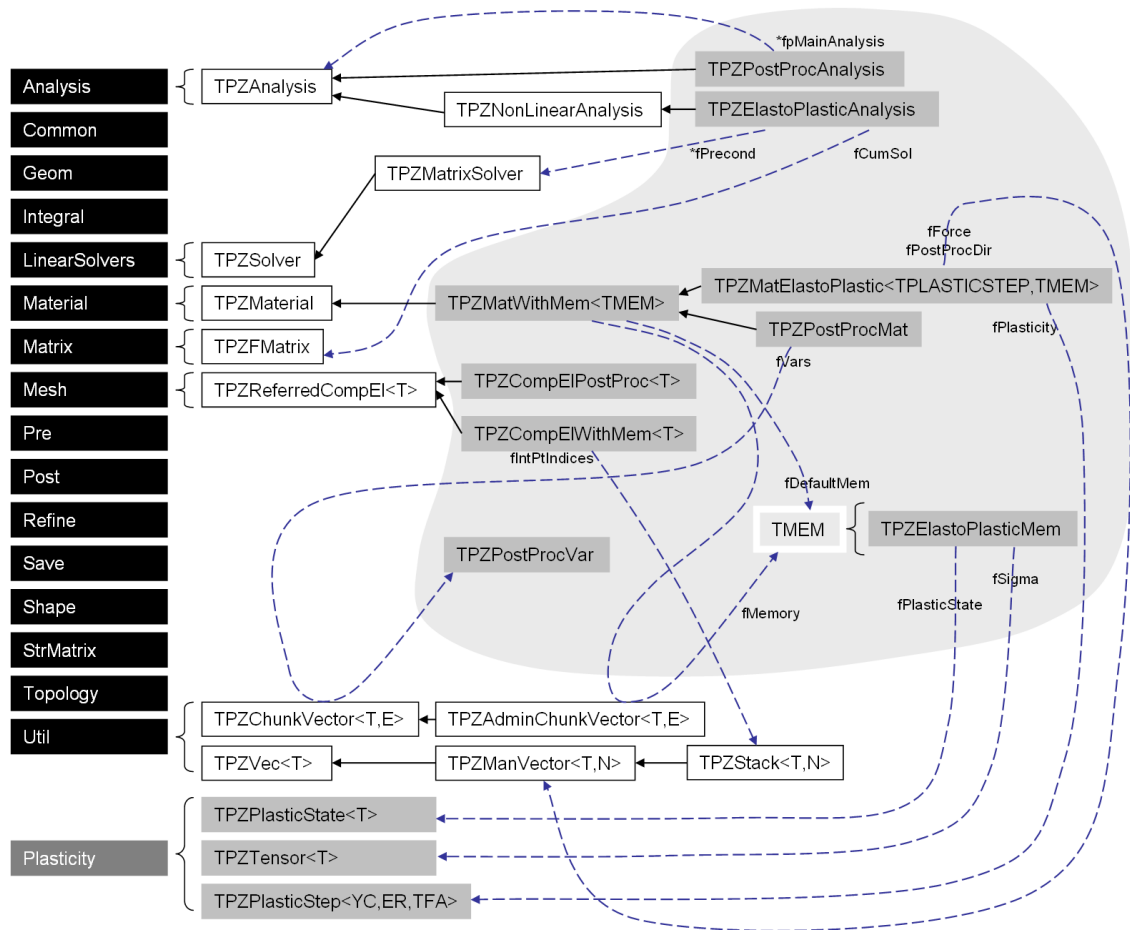 *fpMainAnalysis
Analysis
TPZAnalysis
TPZPostProcAnalysis
TPZNonLinearAnalysis
TPZElastoPlasticAnalysis
Common
*fPrecond
fCumSol
Geom
TPZMatrixSolver
Integral
fForce
fPostProcDir
LinearSolvers
TPZSolver
TPZMatElastoPlastic<TPLASTICSTEP,TMEM>
Material
TPZMaterial
TPZMatWithMem<TMEM>
TPZPostProcMat
fPlasticity
Matrix
TPZFMatrix
fVars
Mesh
TPZReferredCompEl<T>
TPZCompElPostProc<T>
Pre
TPZCompElWithMem<T>
fIntPtIndices
Post
fDefaultMem
Refine
TMEM
TPZElastoPlasticMem
Save
TPZPostProcVar
fSigma
Shape
fPlasticState
fMemory
StrMatrix
Topology
Util
TPZChunkVector<T,E>
TPZAdminChunkVector<T,E>
TPZVec<T>
TPZManVector<T,N>
TPZStack<T,N>
TPZPlasticState<T>
Plasticity
TPZTensor<T>
TPZPlasticStep<YC,ER,TFA>